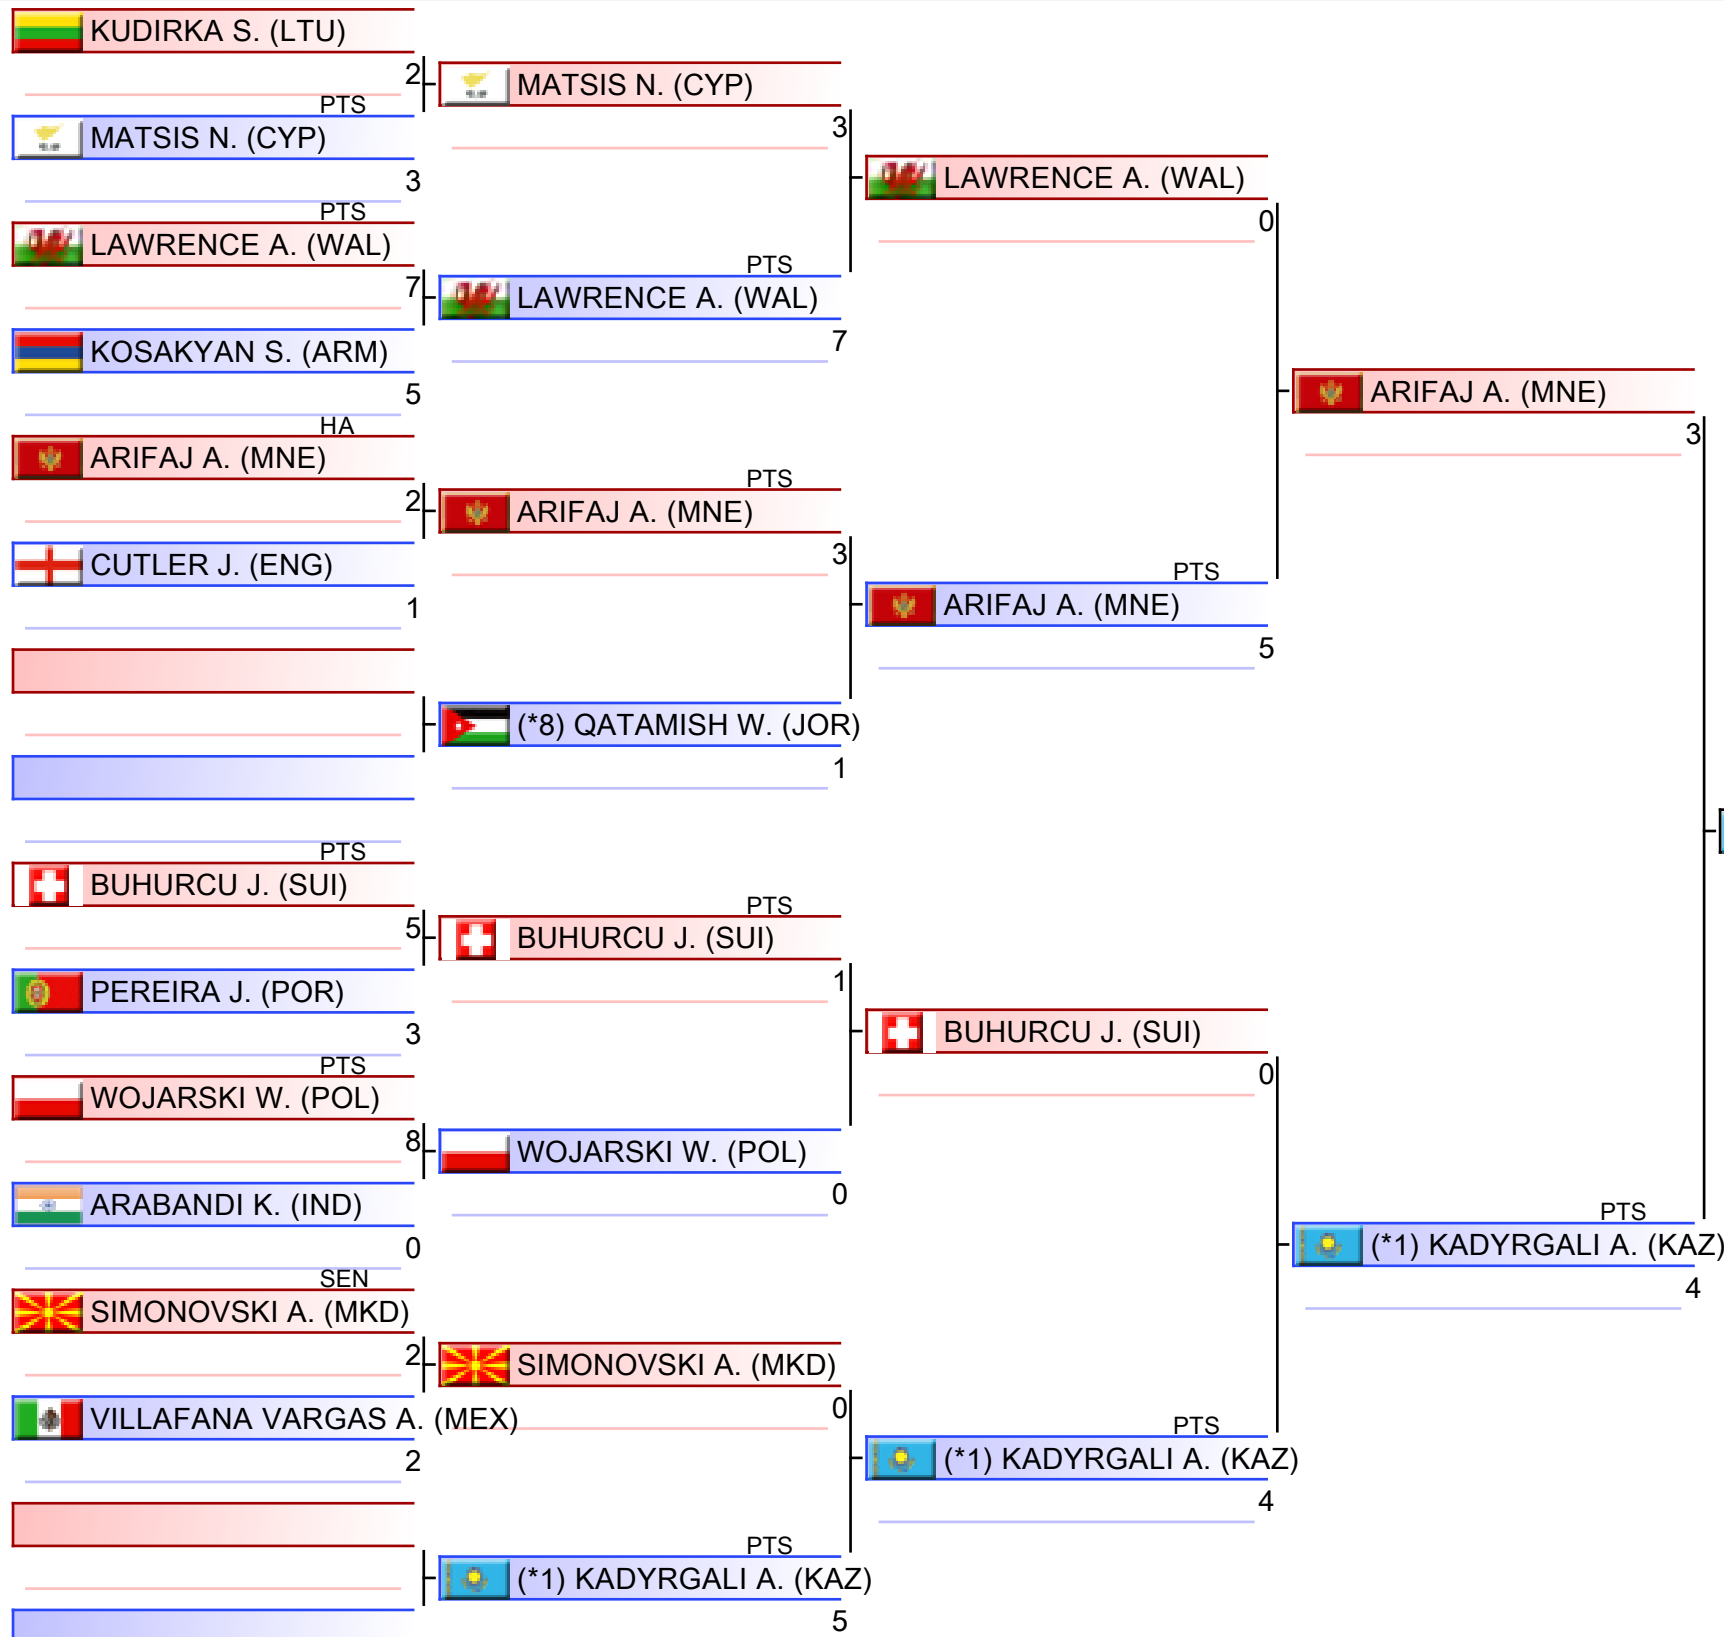 KUDIRKA S. (LTU)
2
PTS
MATSIS N. (CYP)
3
PTS
LAWRENCE A. (WAL)
7
KOSAKYAN S. (ARM)
5
HA
ARIFAJ A. (MNE)
2
CUTLER J. (ENG)
1
PTS
BUHURCU J. (SUI)
5
PEREIRA J. (POR)
3
PTS
WOJARSKI W. (POL)
8
ARABANDI K. (IND)
0
SEN
SIMONOVSKI A. (MKD)
2
VILLAFANA VARGAS A. (MEX)
2
MATSIS N. (CYP)
3
PTS
LAWRENCE A. (WAL)
7
PTS
ARIFAJ A. (MNE)
3
(*8) QATAMISH W. (JOR)
1
PTS
BUHURCU J. (SUI)
1
WOJARSKI W. (POL)
0
SIMONOVSKI A. (MKD)
0
PTS
(*1) KADYRGALI A. (KAZ)
5
LAWRENCE A. (WAL)
0
PTS
ARIFAJ A. (MNE)
5
BUHURCU J. (SUI)
0
PTS
(*1) KADYRGALI A. (KAZ)
4
ARIFAJ A. (MNE)
3
PTS
(*1) KADYRGALI A. (KAZ)
4